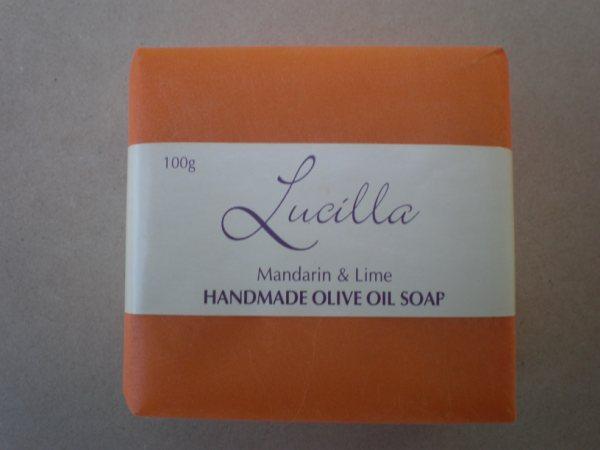 100g
Lucilla
Mandarin & Lime
HANDMADE OLIVE OIL SOAP